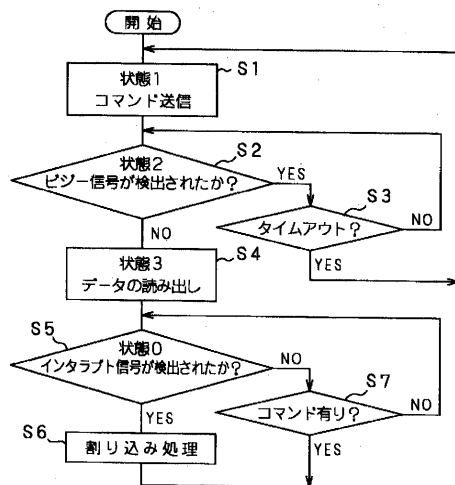 開始
状態1
コマンド送信
S1
状態2
ビジー信号が検出されたか？
S2
YES
NO
タイムアウト？
S3
NO
YES
状態3
データの読み出し
S4
状態0
インタラプト信号が検出されたか？
S5
NO
YES
コマンド有り？
S7
NO
YES
割り込み処理
S6